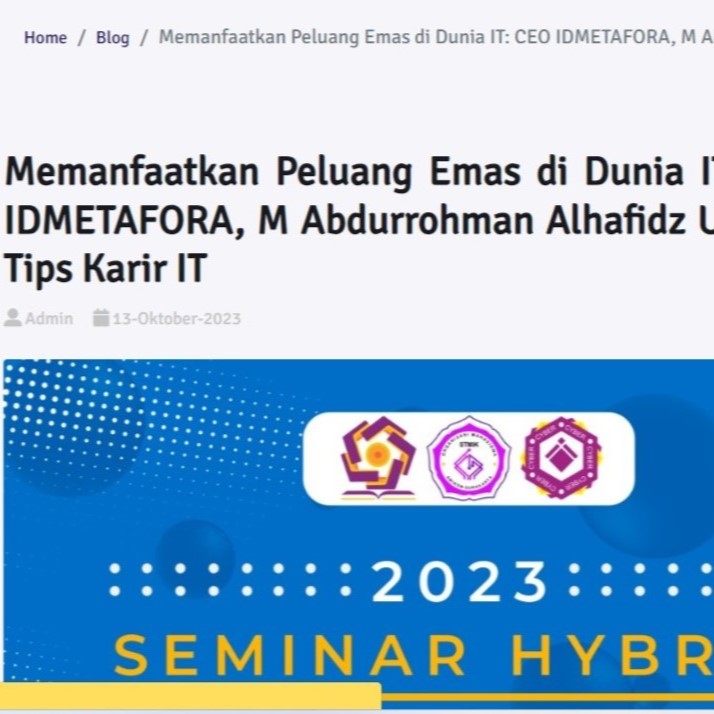 Home / Blog / Memanfaatkan Peluang Emas di Dunia IT: CEO IDMETAFORA, M A
Memanfaatkan Peluang Emas di Dunia IT
IDMETAFORA, M Abdurrohman Alhafidz U
Tips Karir IT
Admin 13-Oktober-2023
2023
SEMINAR HYBR